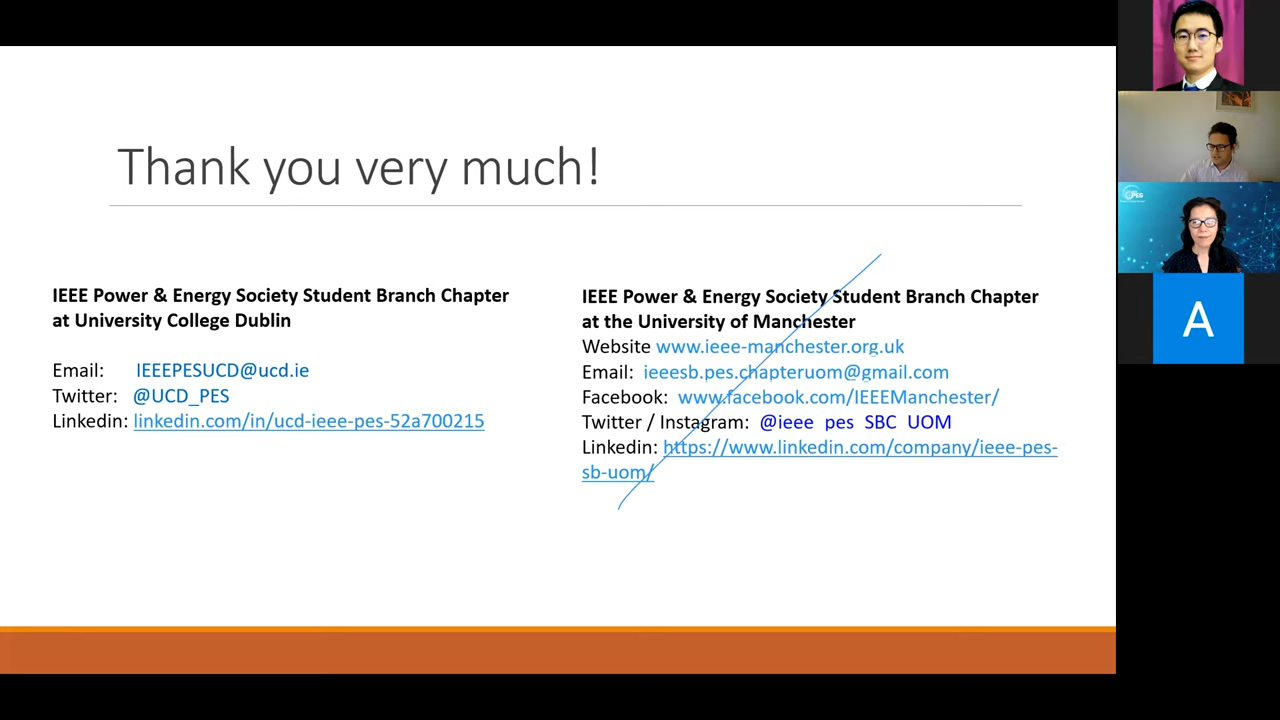 Thank you very much!
IEEE Power & Energy Society Student Branch Chapter
at University College Dublin
Email: IEEEPESUCD@ucd.ie
Twitter: @UCD_PES
Linkedin: linkedin.com/in/ucd-ieee-pes-52a700215
IEEE Power & Energy Society Student Branch Chapter
at the University of Manchester
Website www.ieee-manchester.org.uk
Email: ieeesb.pes.chapteruom@gmail.com
Facebook: www.facebook.com/IEEEManchester/
Twitter / Instagram: @ieee_pes_SBC_UOM
Linkedin: https://www.linkedin.com/company/ieee-pes-
sb-uom/
PES
A